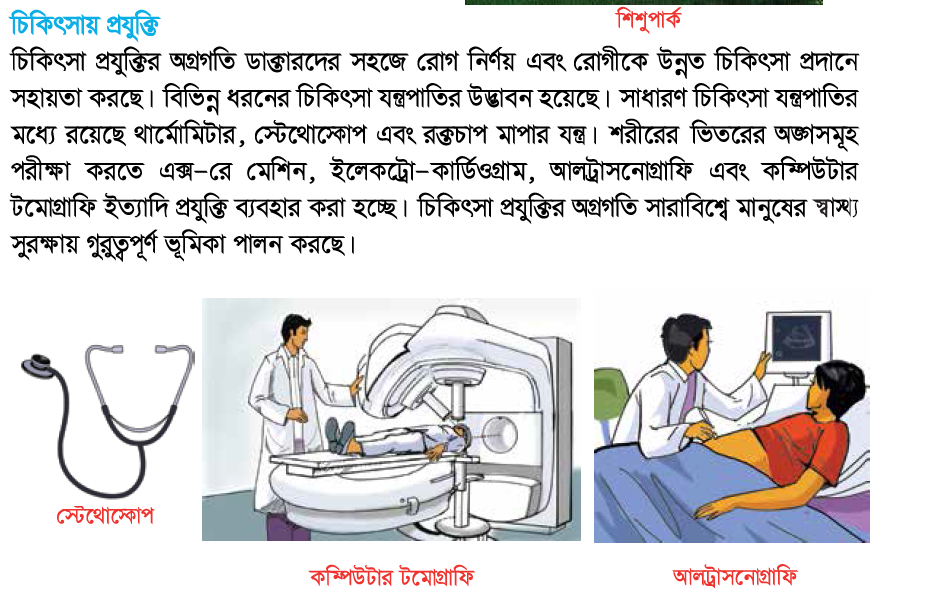 শিশুপার্ক
চিকিৎসায় প্রযুক্তি
চিকিৎসা প্রযুক্তির অগ্রগতি ডাক্তারদের সহজে রোগ নির্ণয় এবং রোগীকে উন্নত চিকিৎসা প্রদানে
সহায়তা করছে। বিভিন্ন ধরনের চিকিৎসা যন্ত্রপাতির উদ্ভাবন হয়েছে। সাধারণ চিকিৎসা যন্ত্রপাতির
মধ্যে রয়েছে থার্মোমিটার, স্টেথোস্কোপ এবং রক্তচাপ মাপার যন্ত্র। শরীরের ভিতরের অঙ্গসমূহ
পরীক্ষা করতে এক্স-রে মেশিন, ইলেকট্রো-কার্ডিওগ্রাম, আলট্রাসনোগ্রাফি এবং কম্পিউটার
টমোগ্রাফি ইত্যাদি প্রযুক্তি ব্যবহার করা হচ্ছে। চিকিৎসা প্রযুক্তির অগ্রগতি সারাবিশ্বে মানুষের স্বাস্থ্য
সুরক্ষায় গুরুত্বপূর্ণ ভূমিকা পালন করছে।
স্টেথোস্কোপ
কম্পিউটার টমোগ্রাফি
আলট্রাসনোগ্রাফি